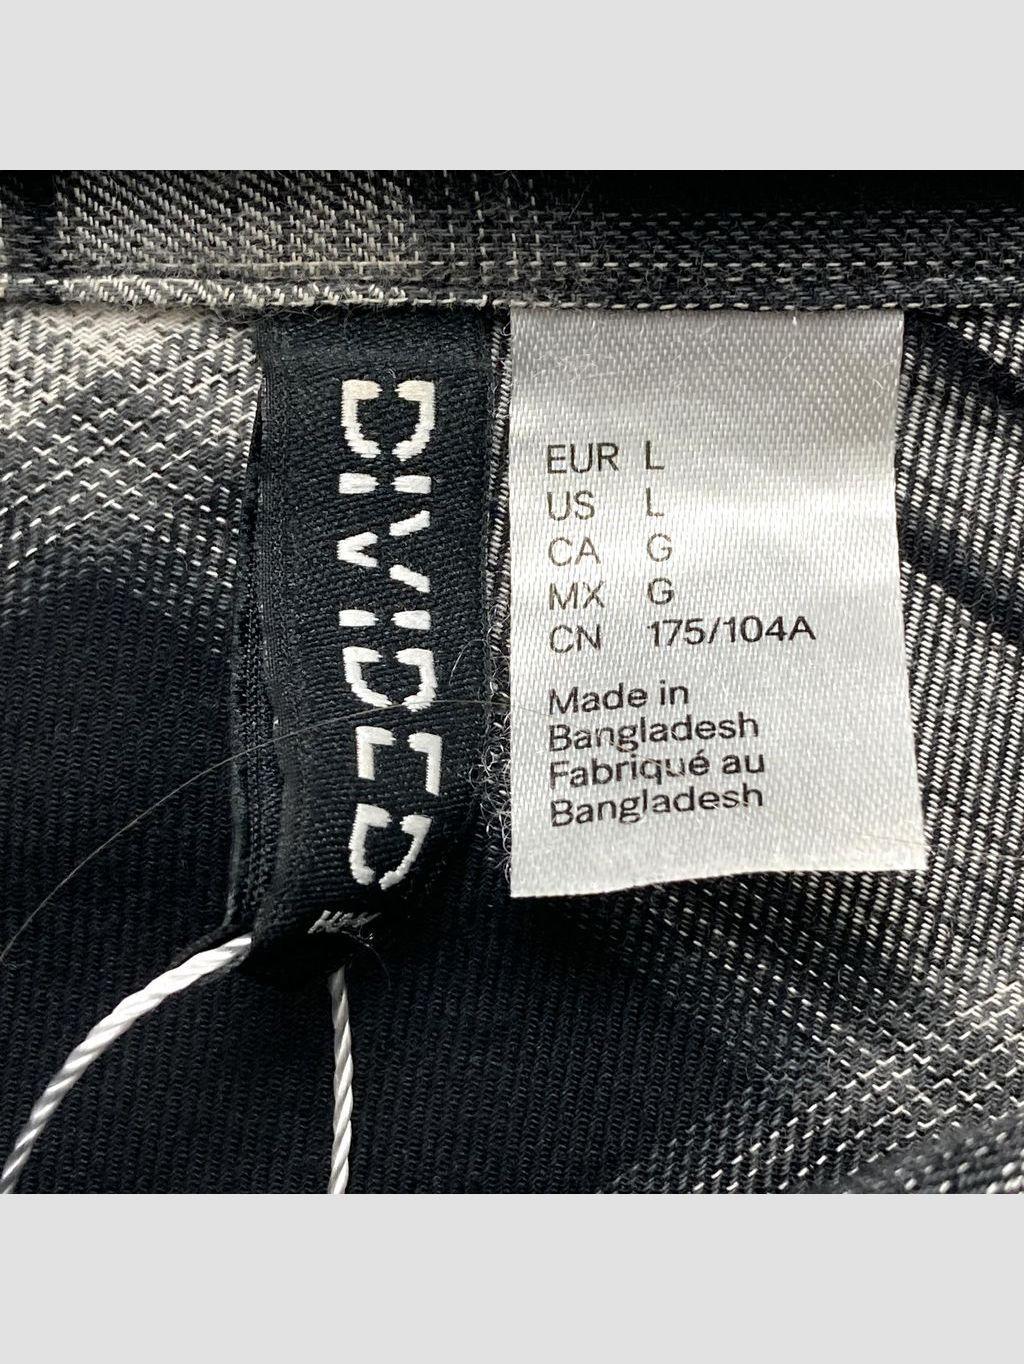 DIVIDED
EUR L
US L
CA G
MX G
CN 175/104A
Made in
Bangladesh
Fabriqué au
Bangladesh